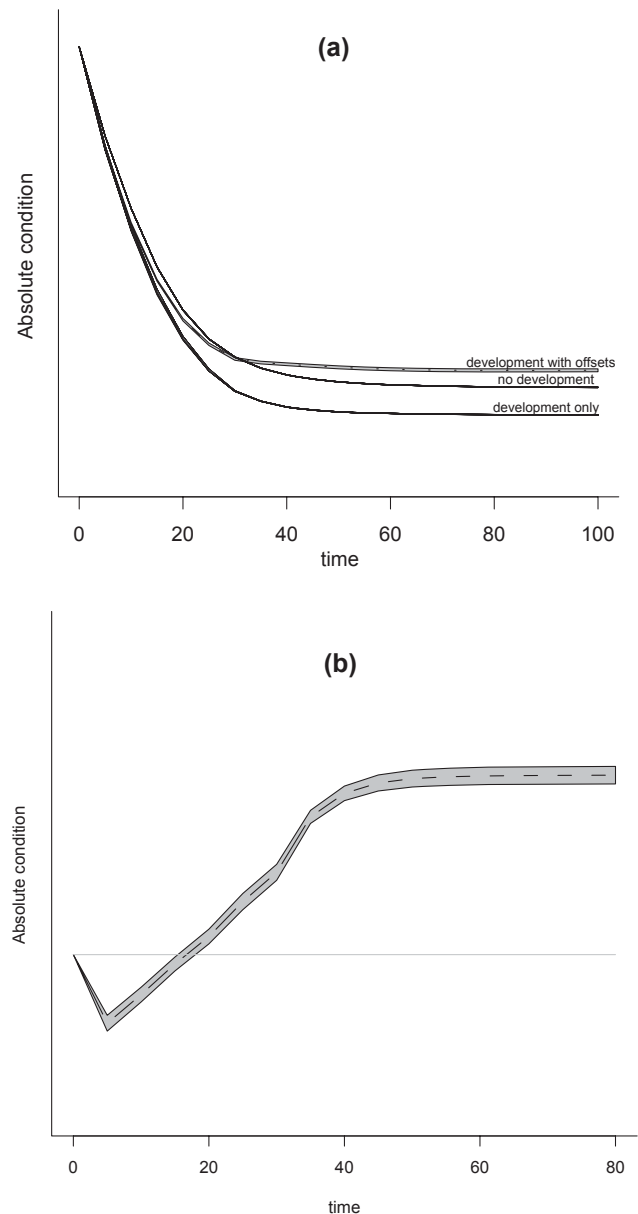 (a)
Absolute condition
development with offsets
no development
development only
0 20 40 60 80 100
time
(b)
Absolute condition
0 20 40 60 80
time